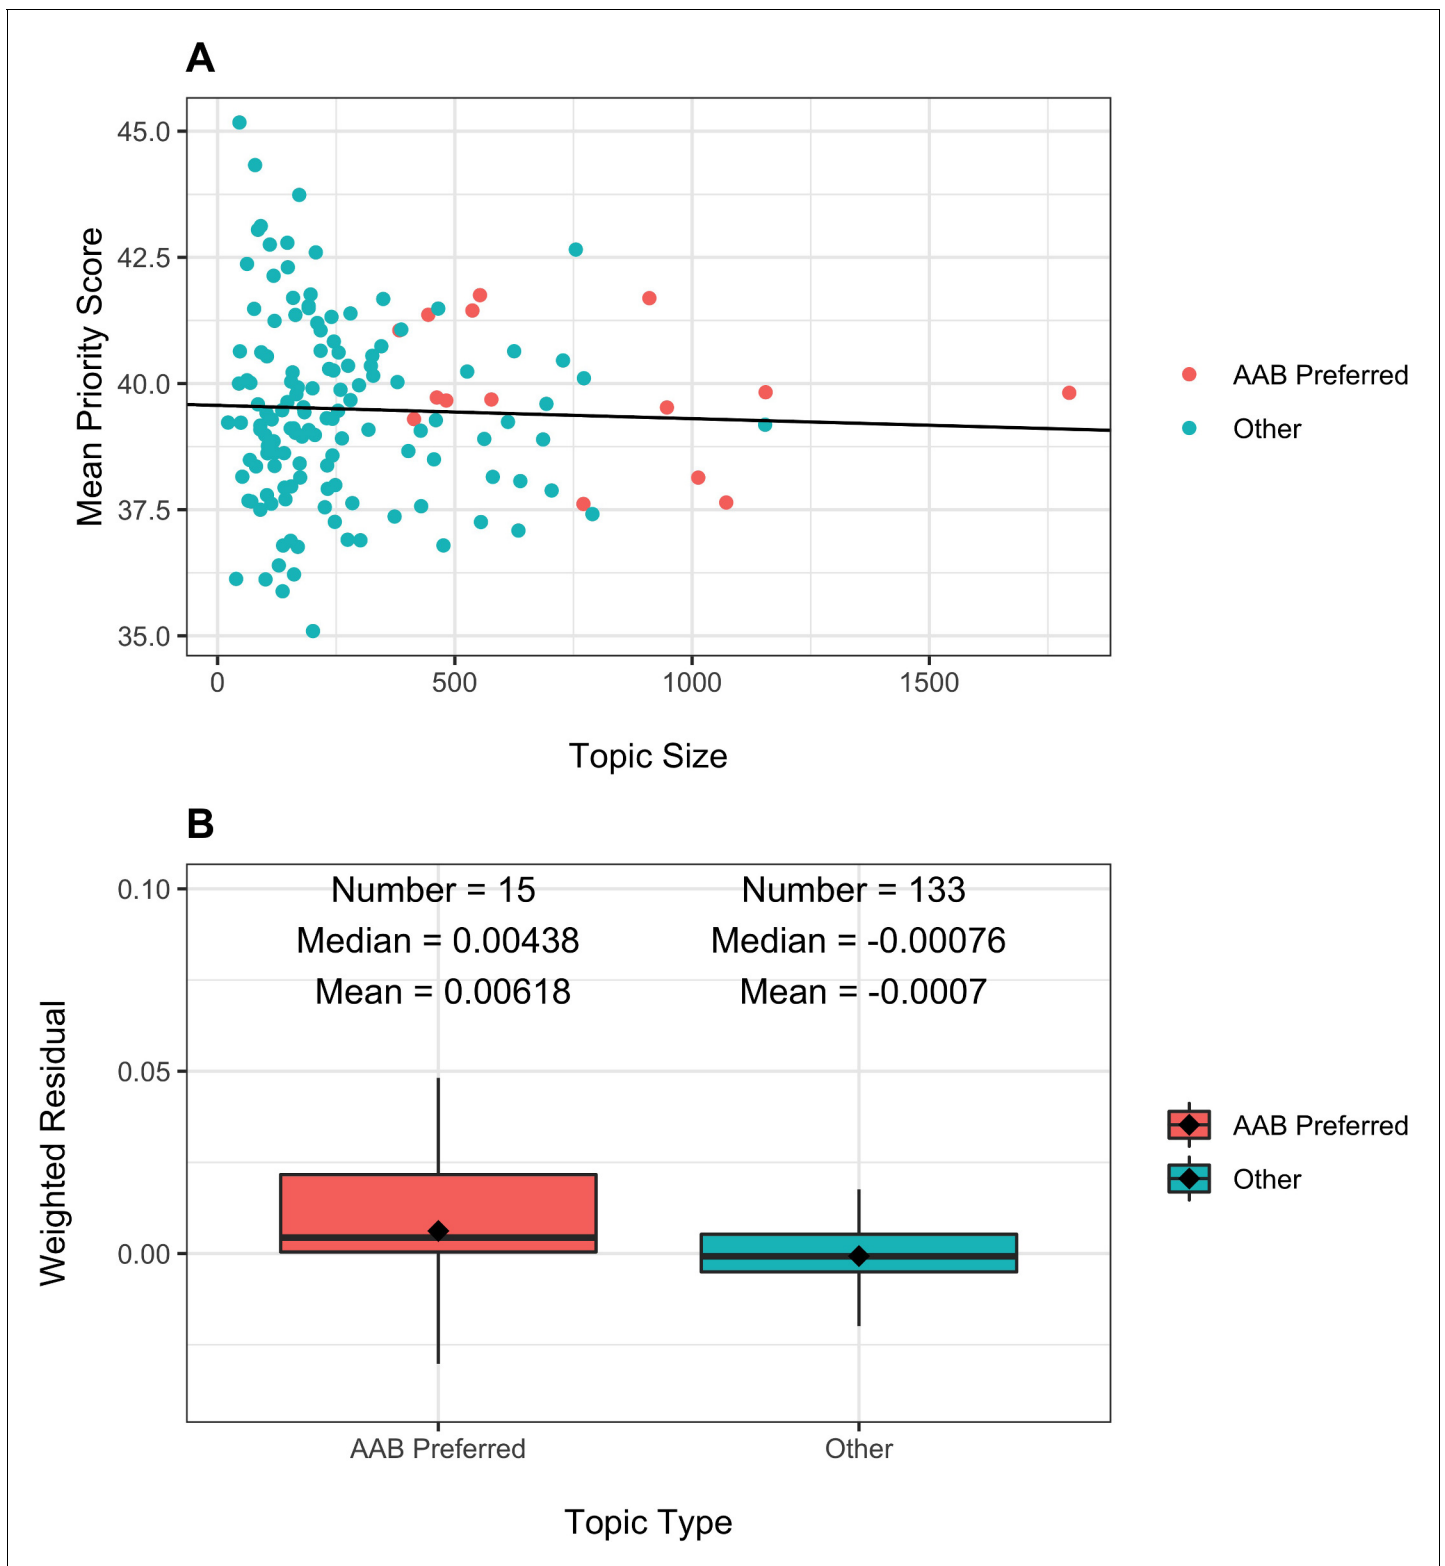 A
45.0
42.5
40.0
37.5
35.0
Mean Priority Score
0 500 1000 1500
Topic Size
AAB Preferred
Other
B
0.10
0.05
0.00
Weighted Residual
Number = 15
Median = 0.00438
Mean = 0.00618
Number = 133
Median = -0.00076
Mean = -0.0007
AAB Preferred Other
Topic Type
AAB Preferred
Other